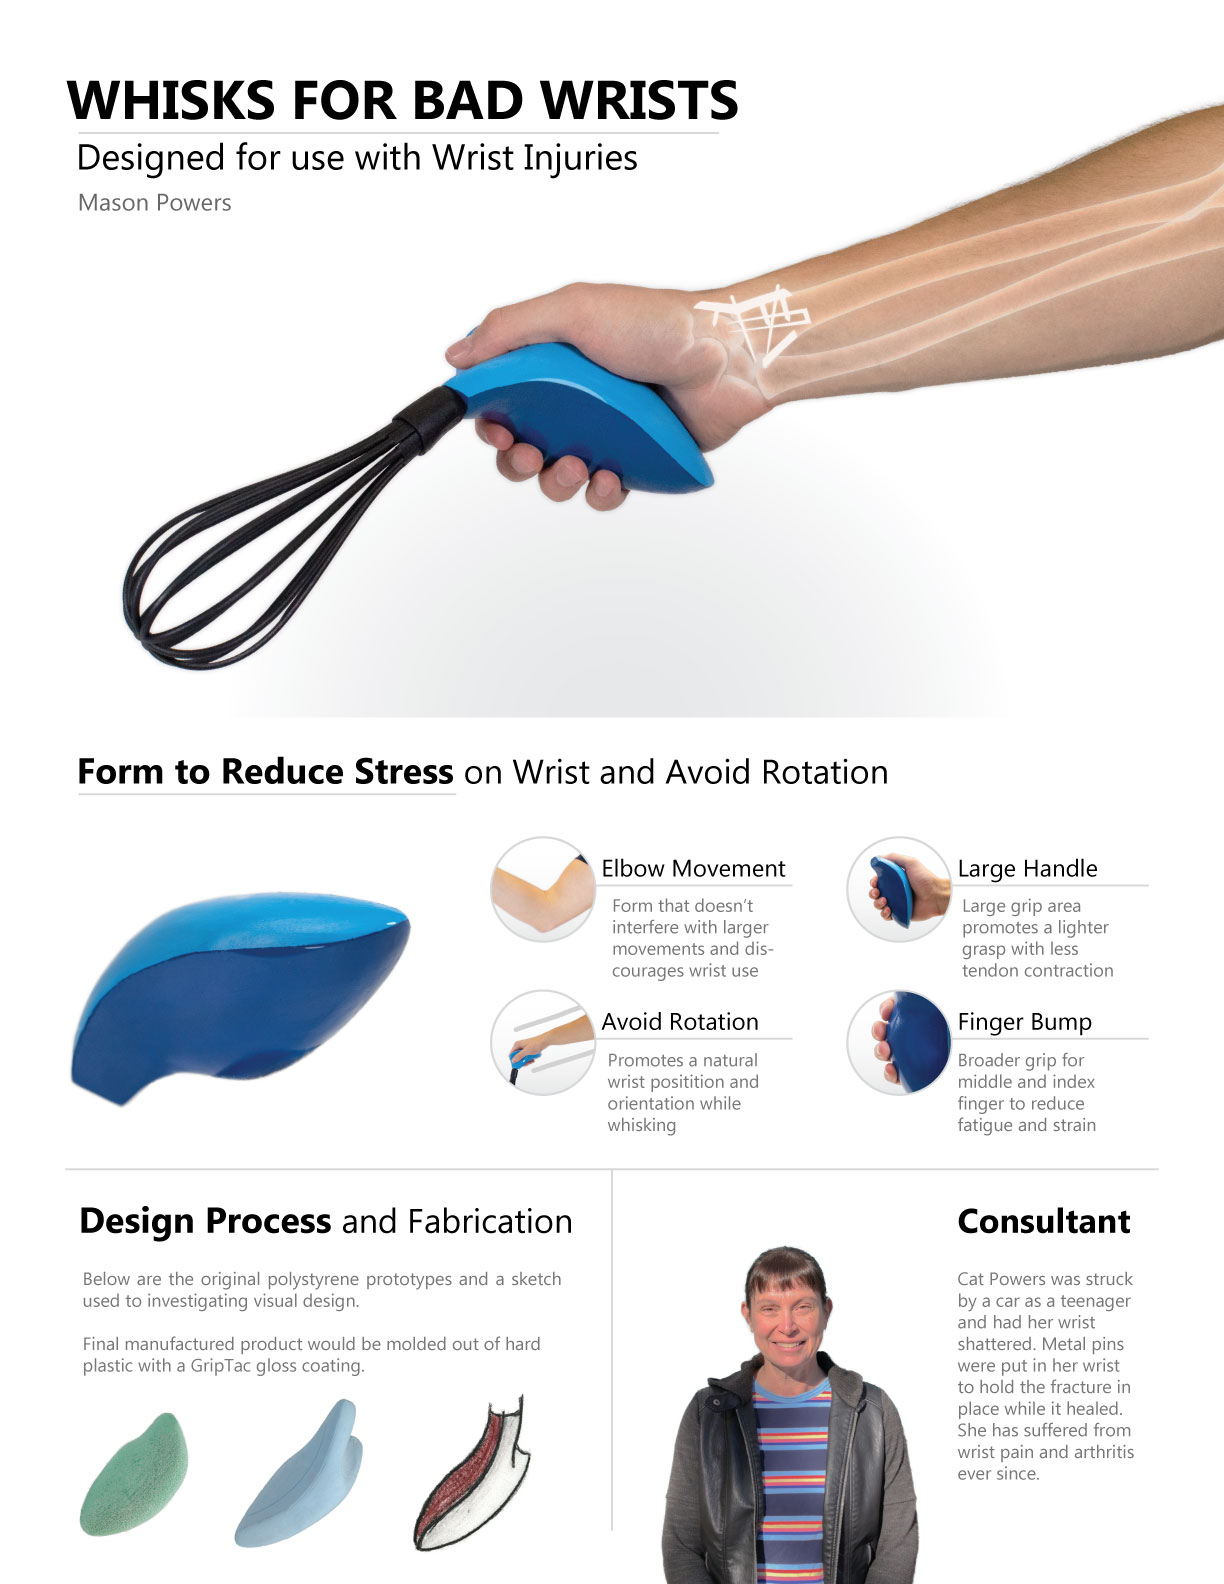 WHISKS FOR BAD WRISTS
Designed for use with Wrist Injuries
Mason Powers
Form to Reduce Stress on Wrist and Avoid Rotation
Elbow Movement
Form that doesn't
interfere with larger
movements and dis-
courages wrist use
Large Handle
Large grip area
promotes a lighter
grasp with less
tendon contraction
Avoid Rotation
Promotes a natural
wrist positition and
orientation while
whisking
Finger Bump
Broader grip for
middle and index
finger to reduce
fatigue and strain
Design Process and Fabrication
Below are the original polystyrene prototypes and a sketch
used to investigating visual design.
Final manufactured product would be molded out of hard
plastic with a GripTac gloss coating.
Consultant
Cat Powers was struck
by a car as a teenager
and had her wrist
shattered. Metal pins
were put in her wrist
to hold the fracture in
place while it healed.
She has suffered from
wrist pain and arthritis
ever since.